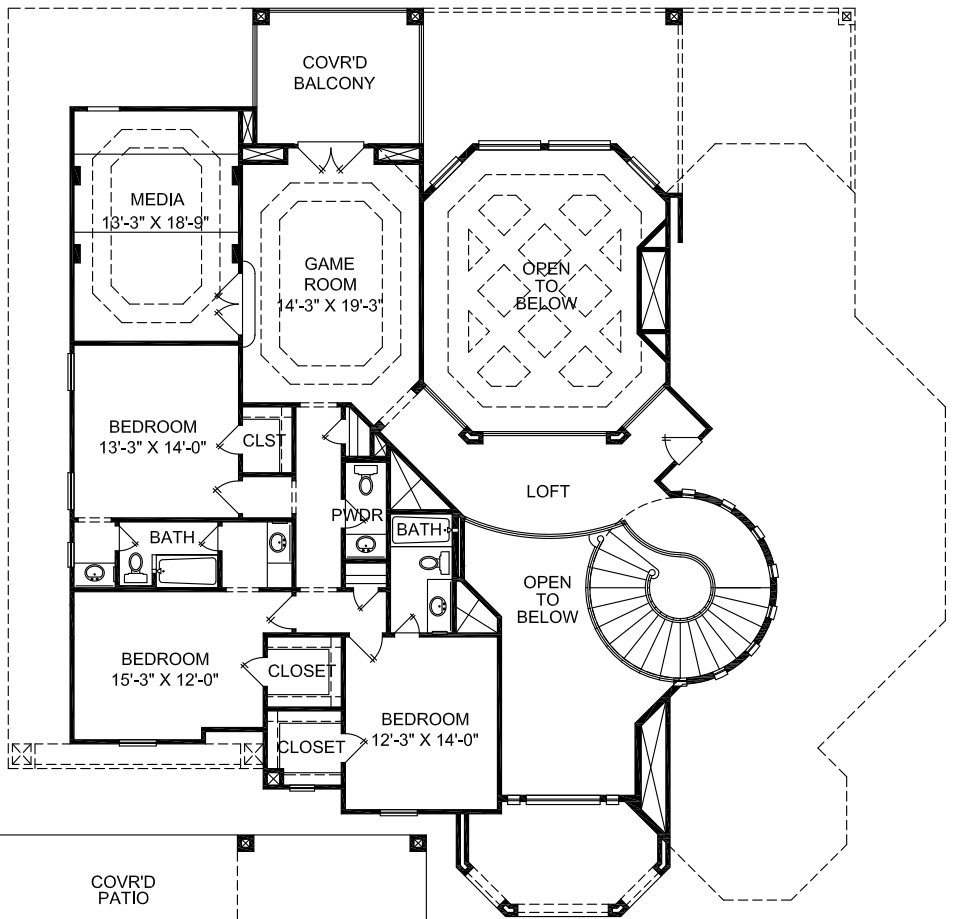 COVR'D
BALCONY
MEDIA
13'-3" X 18'-9"
GAME
ROOM
14'-3" X 19'-3"
OPEN
TO
BELOW
BEDROOM
13'-3" X 14'-0"
CLST
LOFT
PWDR
BATH
BATH
OPEN
TO
BELOW
BEDROOM
15'-3" X 12'-0"
CLOSET
BEDROOM
12'-3" X 14'-0"
CLOSET
COVR'D
PATIO